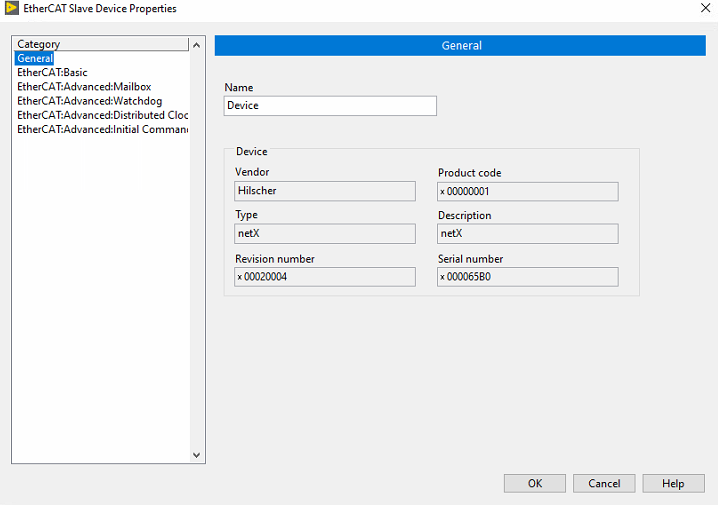 EtherCAT Slave Device Properties
Category
General
EtherCAT:Basic
EtherCAT:Advanced:Mailbox
EtherCAT:Advanced:Watchdog
EtherCAT:Advanced:Distributed Cloc
EtherCAT:Advanced:Initial Comman
General
Name
Device
Device
Vendor
Product code
Hilscher
x 00000001
Type
Description
netX
netX
Revision number
Serial number
x 00020004
x 000065B0
OK
Cancel
Help